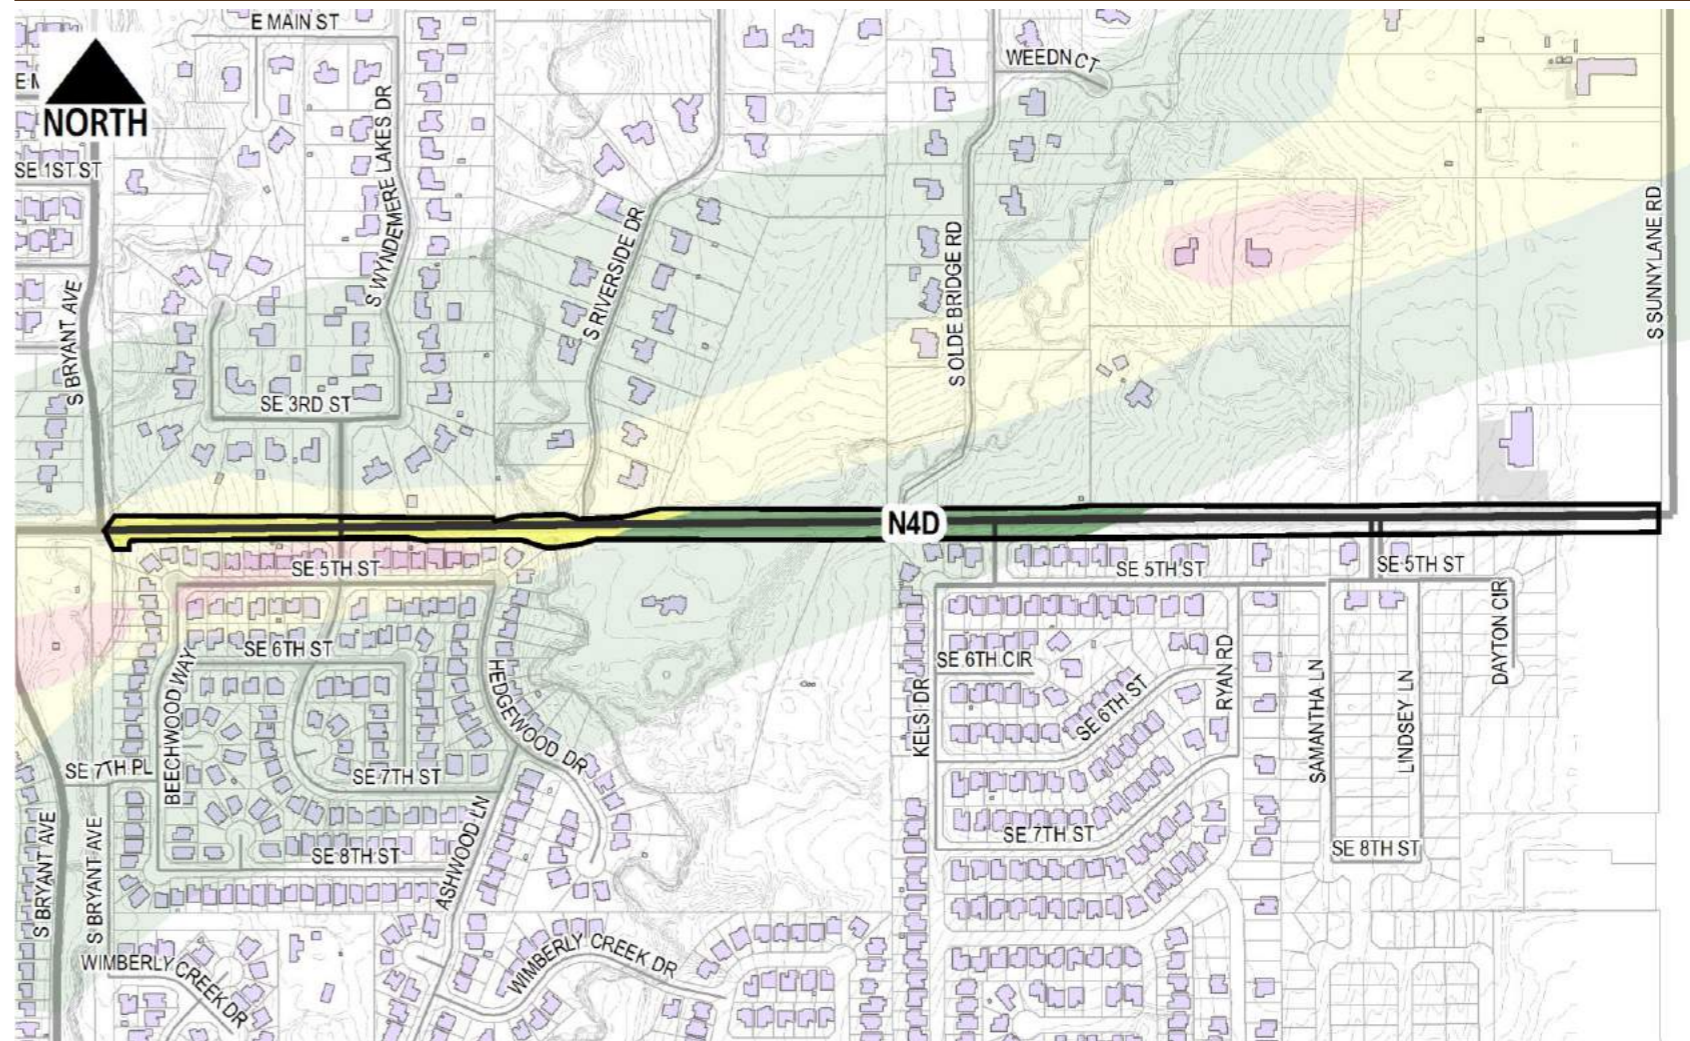 E MAIN ST
WEEDN CT
E M
NORTH
SE 1ST ST
S WYNDEMERE LAKES DR
S RIVERSIDE DR
S OLDE BRIDGE RD
S SUNNYLANE RD
S BRYANT AVE
SE 3RD ST
N4D
SE 5TH ST
SE 5TH ST
SE 5TH ST
DAYTON CIR
SE 6TH ST
SE 6TH CIR
RYAN RD
BEECHWOOD WAY
HEDGEWOOD DR
KELSI DR
SE 6TH ST
SAMANTHA LN
LINDSEY LN
SE 7TH PL
SE 7TH ST
SE 7TH ST
SE 8TH ST
SE 8TH ST
S BRYANT AVE
S BRYANT AVE
ASHWOOD LN
WIMBERLY CREEK DR
WIMBERLY CREEK DR